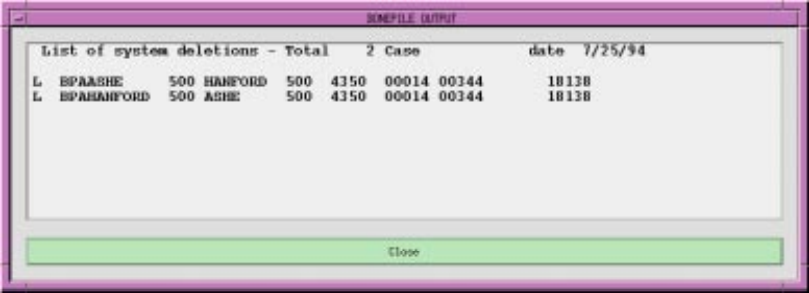 SOMEFILE OUTPUT
List of system deletions - Total 2 Case date 7/25/94
L BPAASHE 500 HANFORD 500 4350 00014 00344 18138
L BPAHANFORD 500 ASHE 500 4350 00014 00344 18138
Close